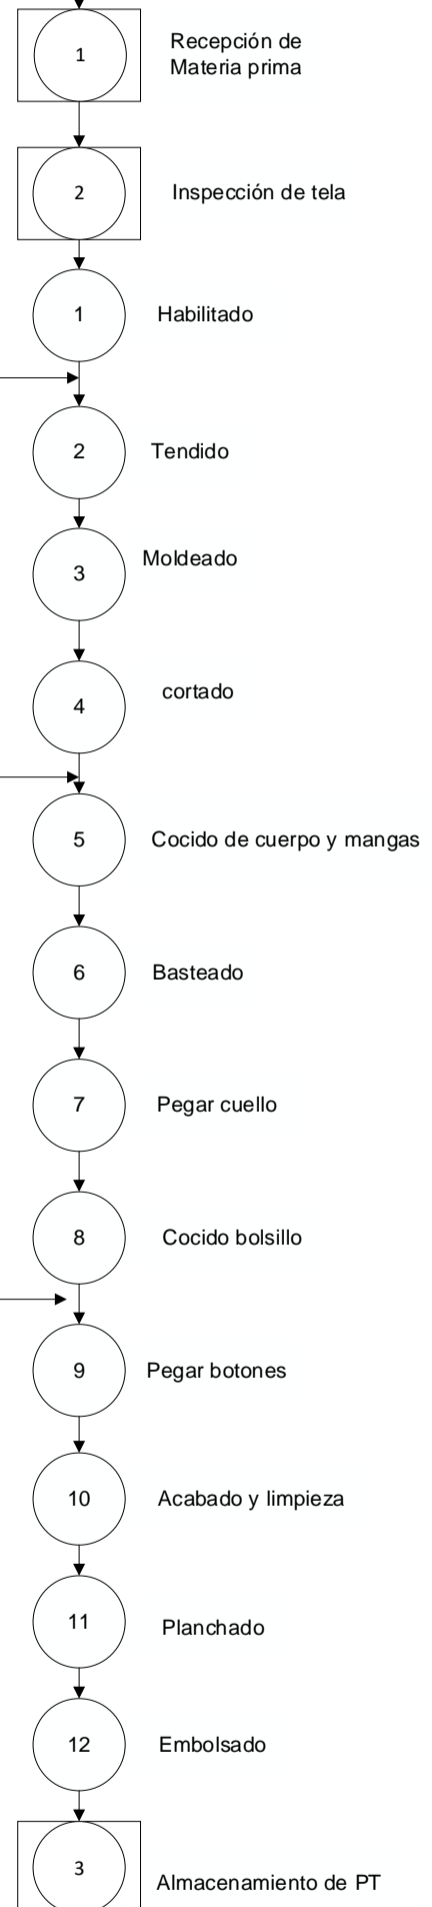 1
Recepción de
Materia prima
2
Inspección de tela
1
Habilitado
2
Tendido
3
Moldeado
4
cortado
5
Cocido de cuerpo y mangas
6
Basteado
7
Pegar cuello
8
Cocido bolsillo
9
Pegar botones
10
Acabado y limpieza
11
Planchado
12
Embolsado
3
Almacenamiento de PT